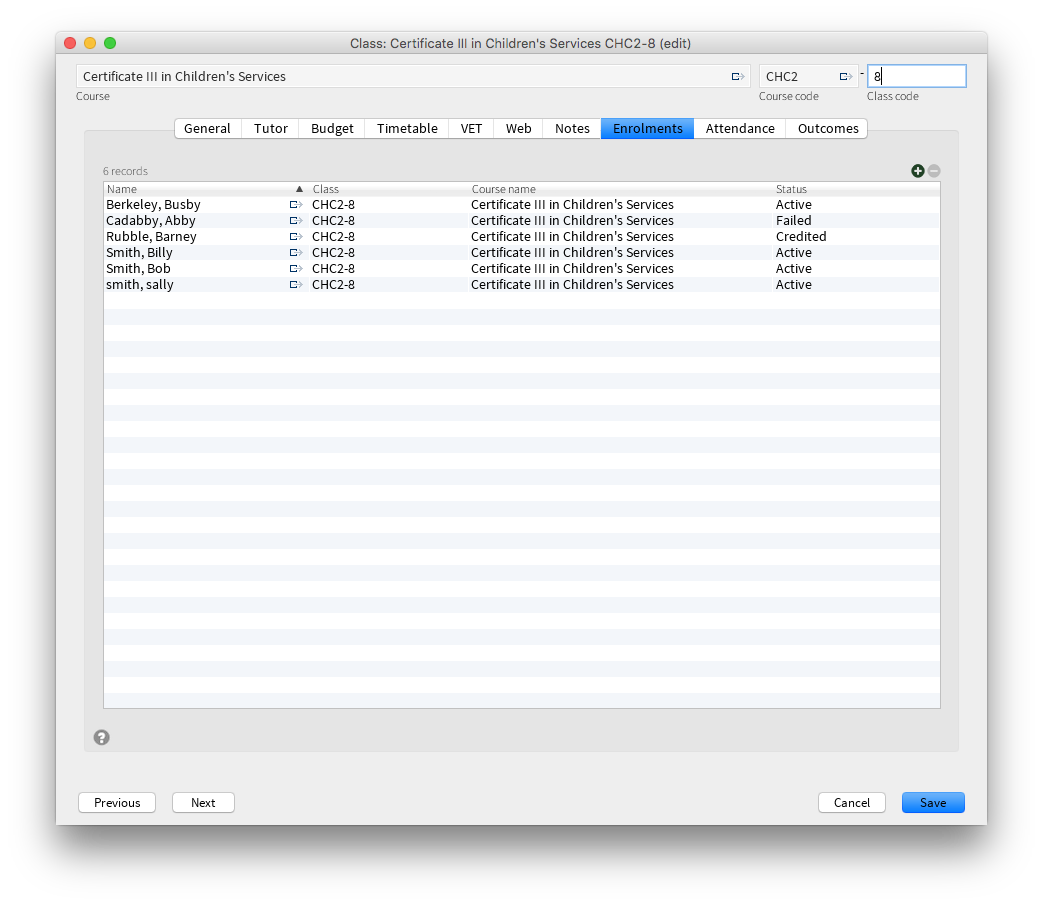 Class: Certificate III in Children's Services CHC2-8 (edit)
Certificate III in Children's Services CHC2 - 8
Course Course code Class code
General Tutor Budget Timetable VET Web Notes Enrolments Attendance Outcomes
6 records
Name Class Course name Status
Berkeley, Busby CHC2-8 Certificate III in Children's Services Active
Cadabby, Abby CHC2-8 Certificate III in Children's Services Failed
Rubble, Barney CHC2-8 Certificate III in Children's Services Credited
Smith, Billy CHC2-8 Certificate III in Children's Services Active
Smith, Bob CHC2-8 Certificate III in Children's Services Active
smith, sally CHC2-8 Certificate III in Children's Services Active
?
Previous Next Cancel Save